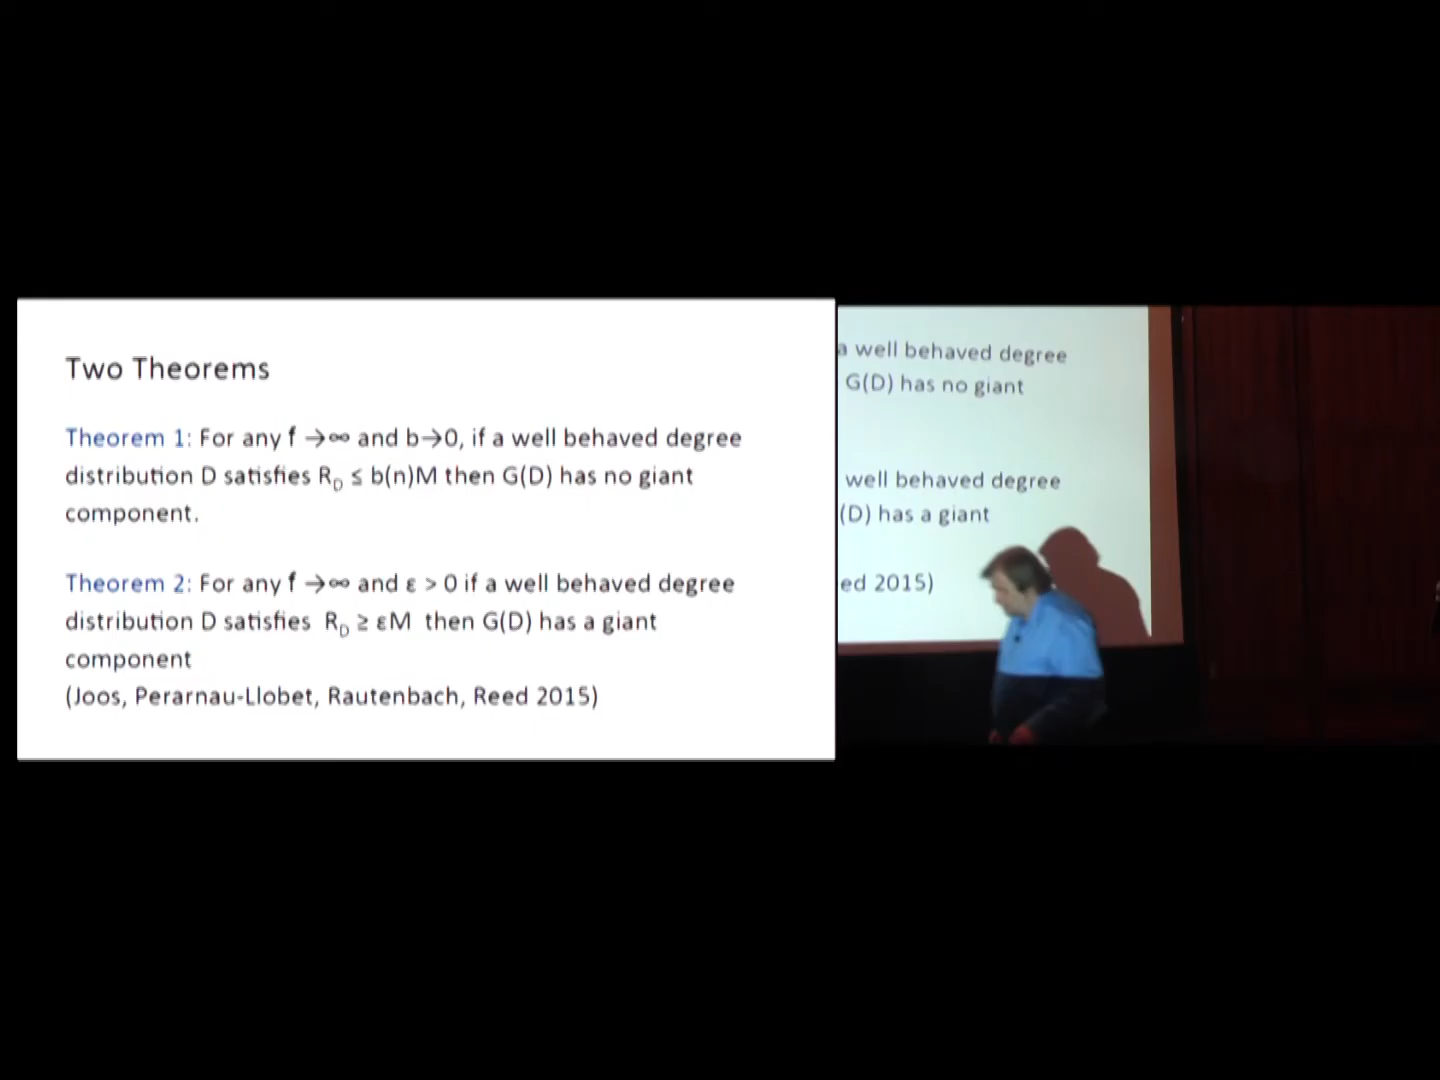 Two Theorems
Theorem 1: For any f →∞ and b→0, if a well behaved degree
distribution D satisfies R_D ≤ b(n)M then G(D) has no giant
component.
Theorem 2: For any f →∞ and ε > 0 if a well behaved degree
distribution D satisfies R_D ≥ εM then G(D) has a giant
component
(Joos, Perarnau-Llobet, Rautenbach, Reed 2015)
a well behaved degree
G(D) has no giant
well behaved degree
(D) has a giant
ed 2015)